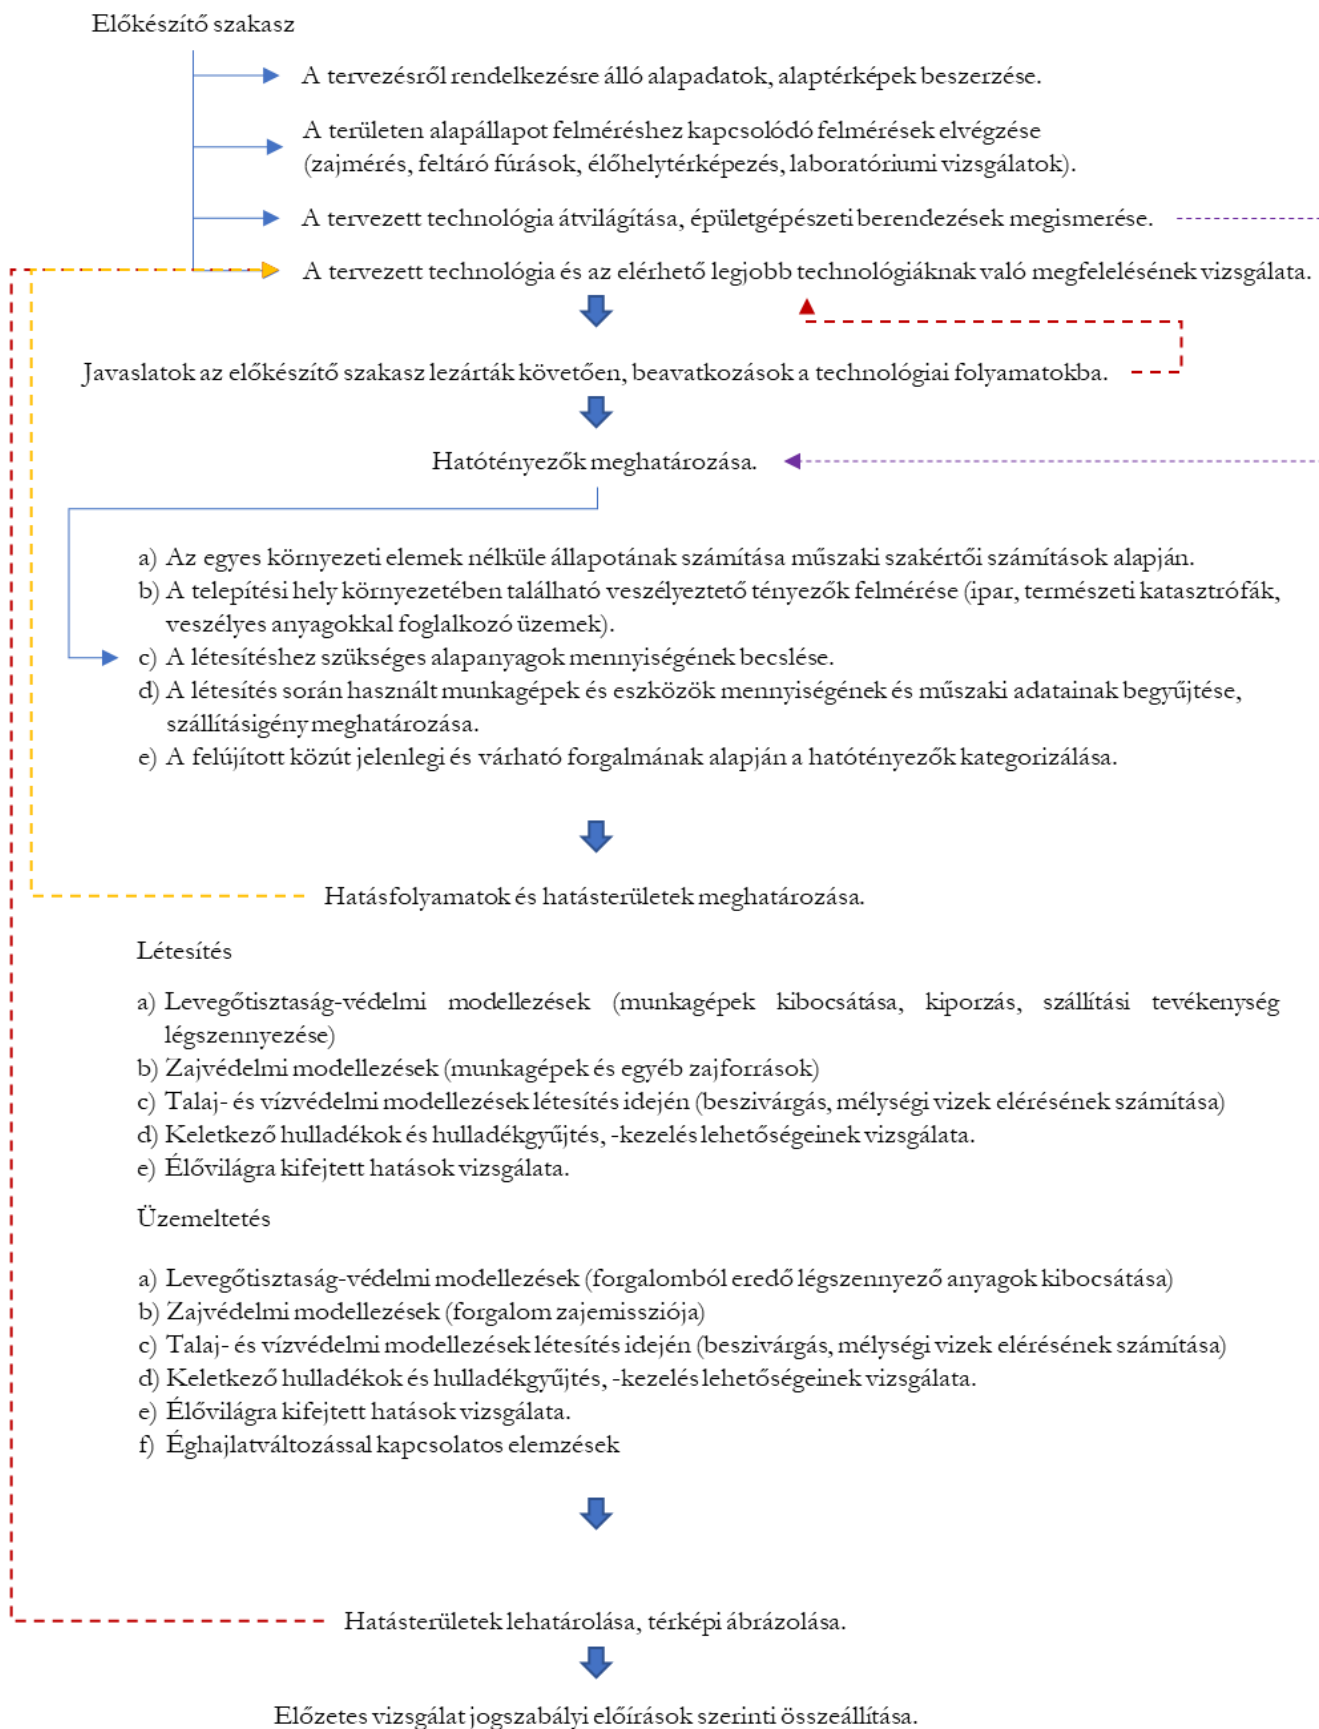 Előkészítő szakasz
A tervezésről rendelkezésre álló alapadatok, alaptérképek beszerzése.
A területen alapállapot felméréshez kapcsolódó felmérések elvégzése
(zajmérés, feltáró fúrások, élőhelytérképezés, laboratóriumi vizsgálatok).
A tervezett technológia átvilágítása, épületgépészeti berendezések megismerése.
A tervezett technológia és az elérhető legjobb technológiáknak való megfelelésének vizsgálata.
Javaslatok az előkészítő szakasz lezárták követően, beavatkozások a technológiai folyamatokba.
Hatótényezők meghatározása.
a) Az egyes környezeti elemek nélküle állapotának számítása műszaki szakértői számítások alapján.
b) A telepítési hely környezetében található veszélyeztető tényezők felmérése (ipar, természeti katasztrófák,
veszélyes anyagokkal foglalkozó üzemek).
c) A létesítéshez szükséges alapanyagok mennyiségének becslése.
d) A létesítés során használt munkagépek és eszközök mennyiségének és műszaki adatainak begyűjtése,
szállításigény meghatározása.
e) A felújított közút jelenlegi és várható forgalmának alapján a hatótényezők kategorizálása.
Hatásfolyamatok és hatásterületek meghatározása.
Létesítés
a) Levegőtisztaság-védelmi modellezések (munkagépek kibocsátása, kiporzás, szállítási tevékenység
légszennyezése)
b) Zajvédelmi modellezések (munkagépek és egyéb zajforrások)
c) Talaj- és vízvédelmi modellezések létesítés idején (beszivárgás, mélységi vizek elérésének számítása)
d) Keletkező hulladékok és hulladékgyűjtés, -kezelés lehetőségeinek vizsgálata.
e) Élővilágra kifejtett hatások vizsgálata.
Üzemeltetés
a) Levegőtisztaság-védelmi modellezések (forgalomból eredő légszennyező anyagok kibocsátása)
b) Zajvédelmi modellezések (forgalom zajemissziója)
c) Talaj- és vízvédelmi modellezések létesítés idején (beszivárgás, mélységi vizek elérésének számítása)
d) Keletkező hulladékok és hulladékgyűjtés, -kezelés lehetőségeinek vizsgálata.
e) Élővilágra kifejtett hatások vizsgálata.
f) Éghajlatváltozással kapcsolatos elemzések
Hatásterületek lehatárolása, térképi ábrázolása.
Előzetes vizsgálat jogszabályi előírások szerinti összeállítása.